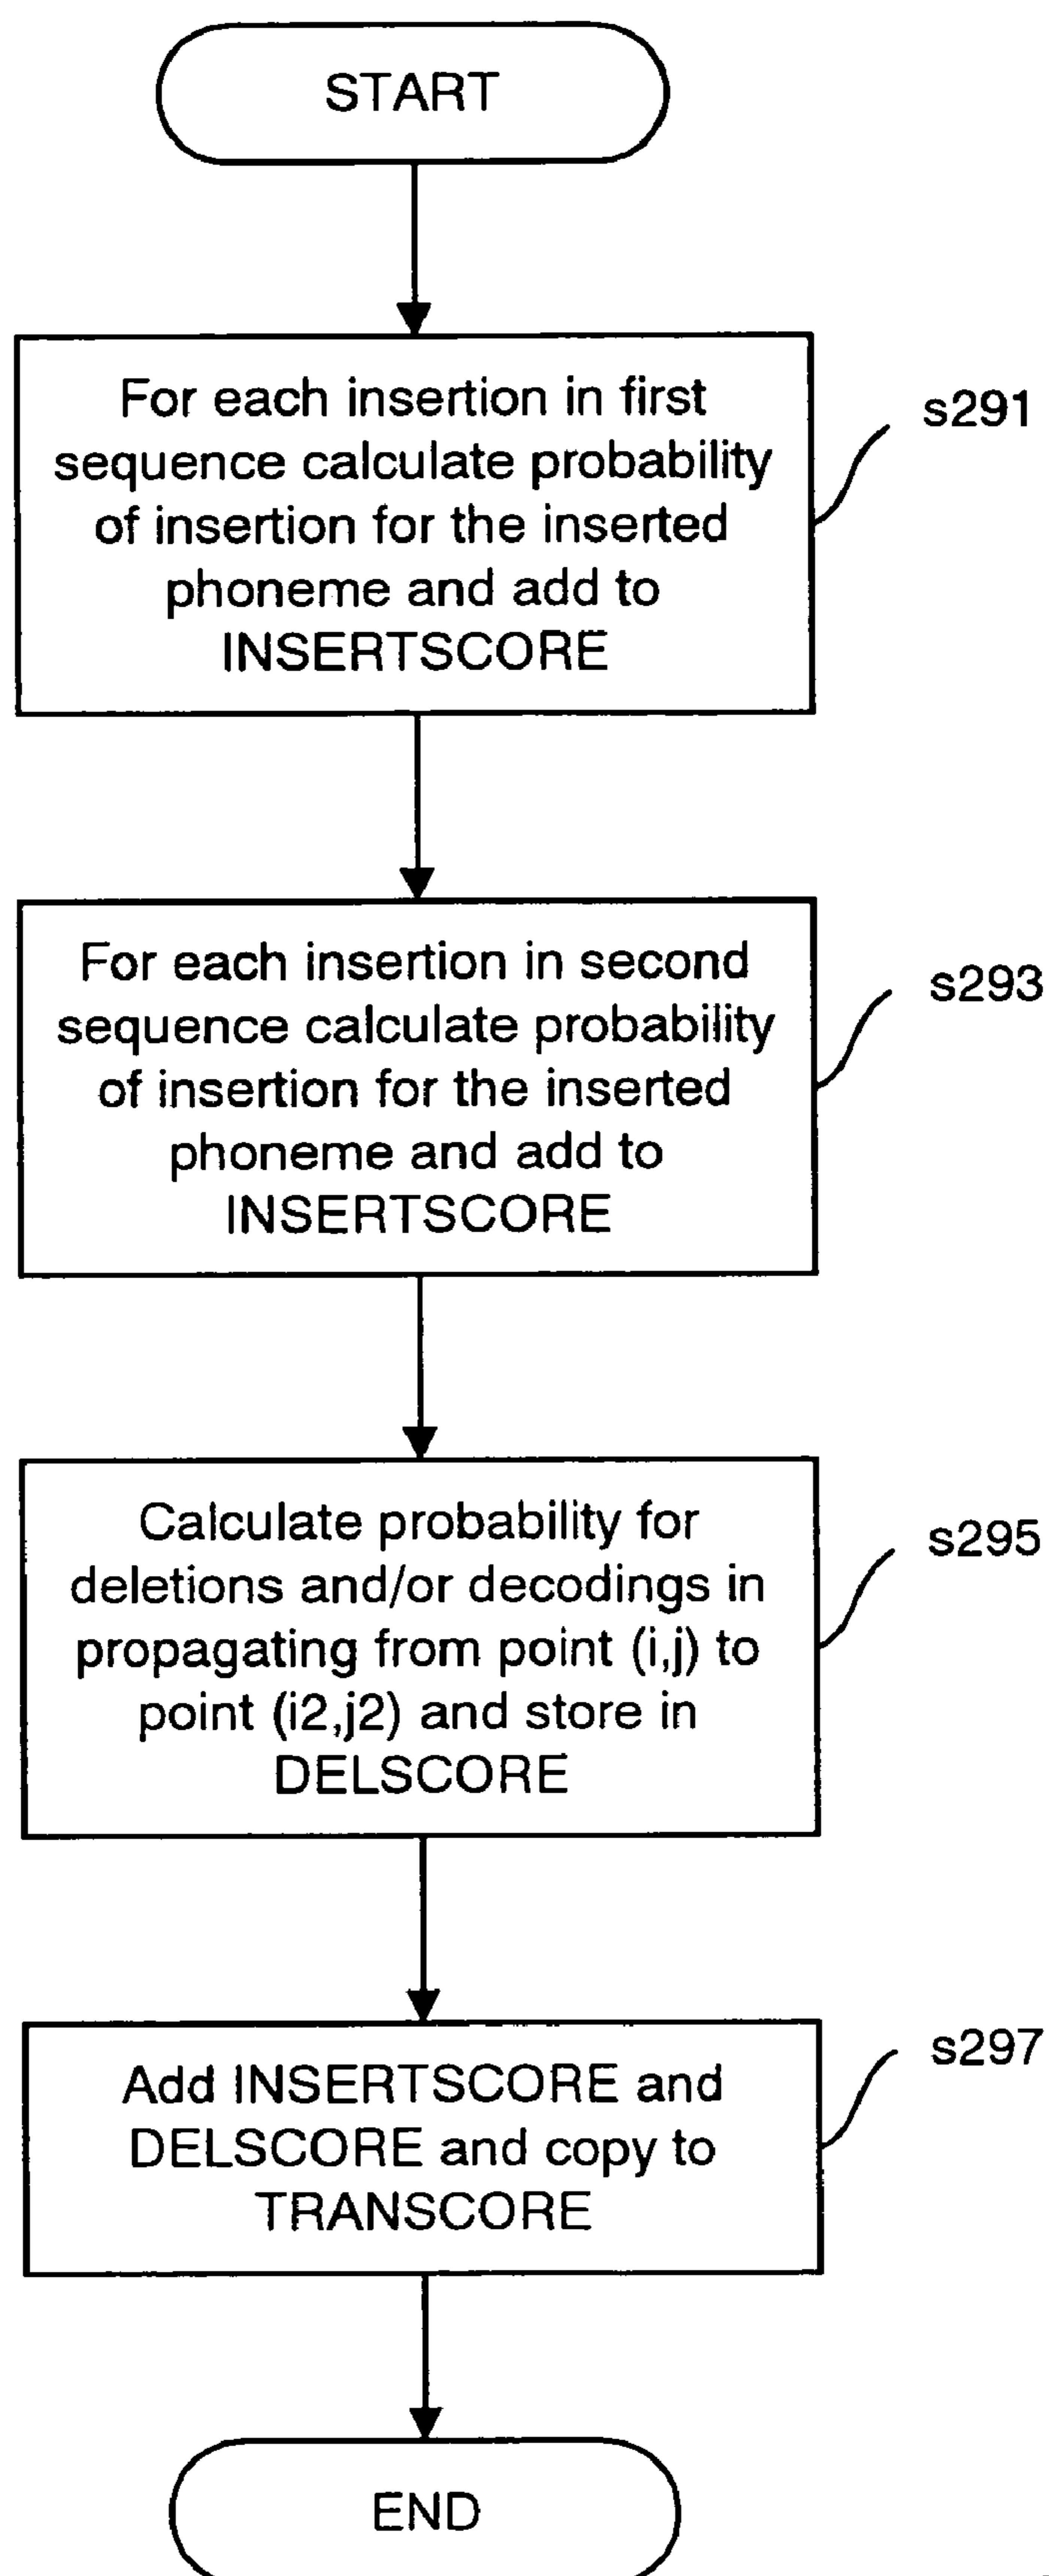 START
For each insertion in first
sequence calculate probability
of insertion for the inserted
phoneme and add to
INSERTSCORE
s291
For each insertion in second
sequence calculate probability
of insertion for the inserted
phoneme and add to
INSERTSCORE
s293
Calculate probability for
deletions and/or decodings in
propagating from point (i,j) to
point (i2,j2) and store in
DELSCORE
s295
Add INSERTSCORE and
DELSCORE and copy to
TRANSCORE
s297
END